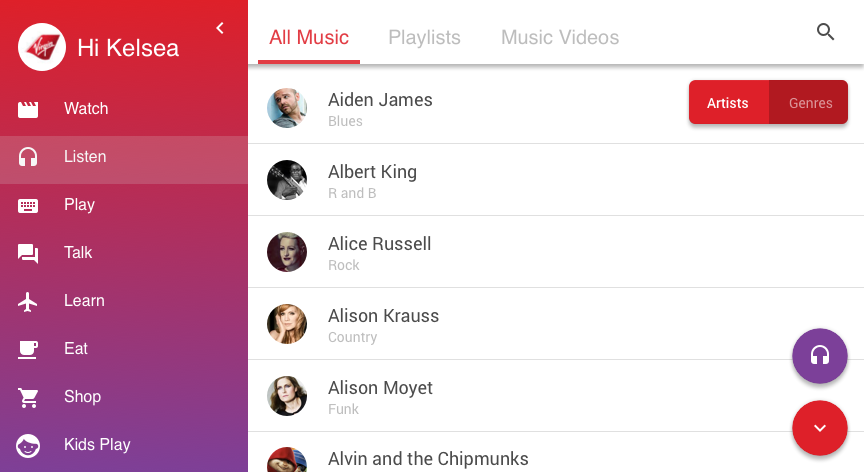 Virgin
Hi Kelsea
Watch
Listen
Play
Talk
Learn
Eat
Shop
Kids Play
All Music
Playlists
Music Videos
Artists
Genres
Aiden James
Blues
Albert King
R and B
Alice Russell
Rock
Alison Krauss
Country
Alison Moyet
Funk
Alvin and the Chipmunks